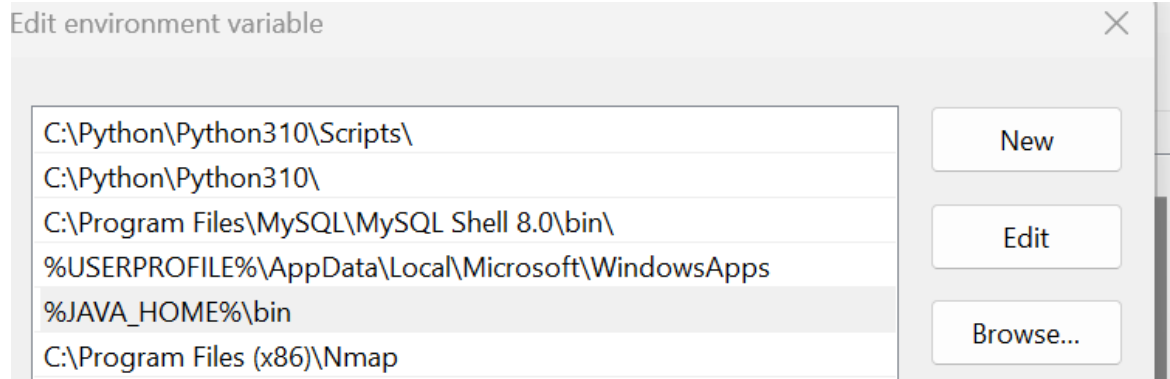 Edit environment variable
C:\Python\Python310\Scripts\
New
C:\Python\Python310\
C:\Program Files\MySQL\MySQL Shell 8.0\bin\
Edit
%USERPROFILE%\AppData\Local\Microsoft\WindowsApps
%JAVA_HOME%\bin
Browse...
C:\Program Files (x86)\Nmap